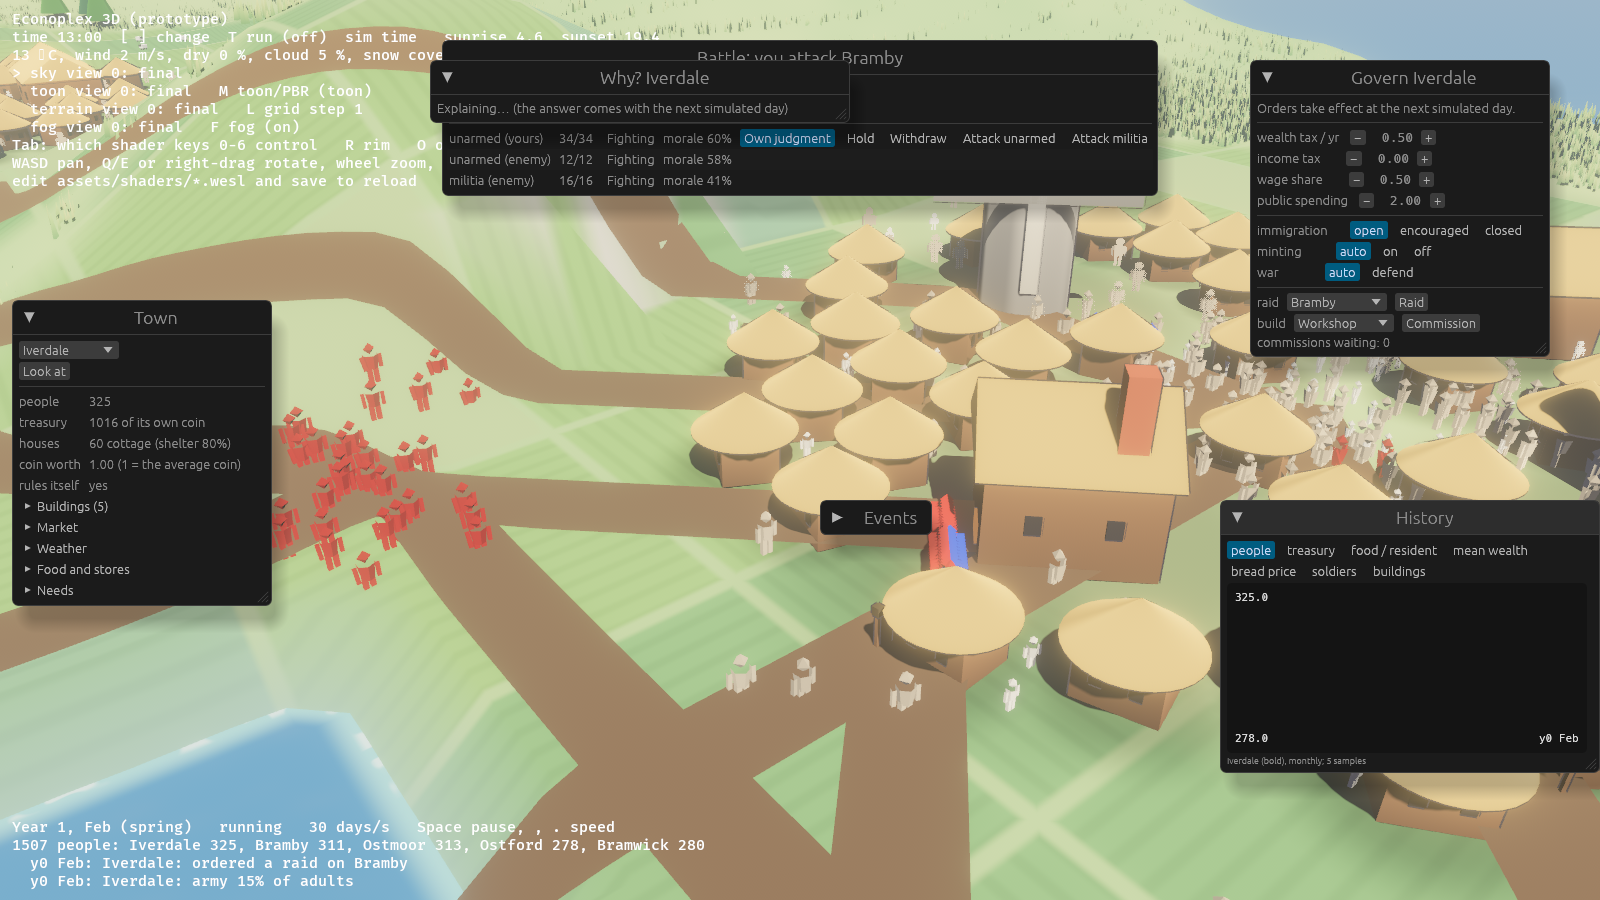 Econoplex 3D (prototype)
time 13:00 [ ] change T run (off) sim time sunrise 4.6 sunset 19.4
13 C, wind 2 m/s, dry 0 %, cloud 5 %, snow cove
> sky view 0: final
toon view 0: final M toon/PBR (toon)
terrain view 0: final L grid step 1
fog view 0: final F fog (on)
Tab: which shader keys 0-6 control R rim O o
WASD pan, Q/E or right-drag rotate, wheel zoom,
edit assets/shaders/*.wesl and save to reload
Battle: you attack Bramby
Why? Iverdale
Explaining... (the answer comes with the next simulated day)
unarmed (yours) 34/34 Fighting morale 60% Own judgment Hold Withdraw Attack unarmed Attack militia
unarmed (enemy) 12/12 Fighting morale 58%
militia (enemy) 16/16 Fighting morale 41%
Govern Iverdale
Orders take effect at the next simulated day.
wealth tax / yr − 0.50 +
income tax − 0.00 +
wage share − 0.50 +
public spending − 2.00 +
immigration open encouraged closed
minting auto on off
war auto defend
raid Bramby Raid
build Workshop Commission
commissions waiting: 0
Town
Iverdale
Look at
people 325
treasury 1016 of its own coin
houses 60 cottage (shelter 80%)
coin worth 1.00 (1 = the average coin)
rules itself yes
Buildings (5)
Market
Weather
Food and stores
Needs
Events
History
people treasury food / resident mean wealth
bread price soldiers buildings
325.0
278.0 y0 Feb
Iverdale (bold), monthly; 5 samples
Year 1, Feb (spring) running 30 days/s Space pause, , . speed
1507 people: Iverdale 325, Bramby 311, Ostmoor 313, Ostford 278, Bramwick 280
y0 Feb: Iverdale: ordered a raid on Bramby
y0 Feb: Iverdale: army 15% of adults